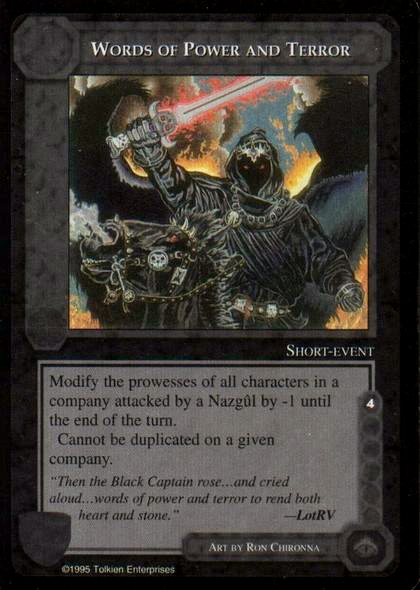 Words of Power and Terror
Short-event
Modify the prowesses of all characters in a
company attacked by a Nazgûl by -1 until
the end of the turn.
Cannot be duplicated on a given
company.
4
"Then the Black Captain rose...and cried
aloud...words of power and terror to rend both
heart and stone." —LotRV
Art by Ron Chironna
©1995 Tolkien Enterprises